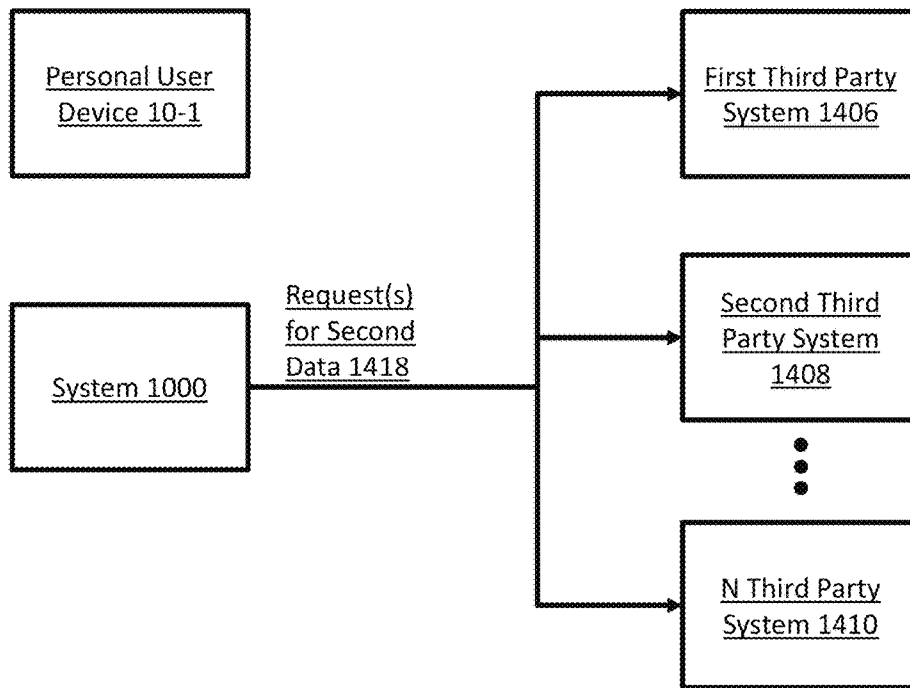 Personal User
Device 10-1
First Third Party
System 1406
Request(s)
for Second
Data 1418
System 1000
Second Third
Party System
1408
N Third Party
System 1410